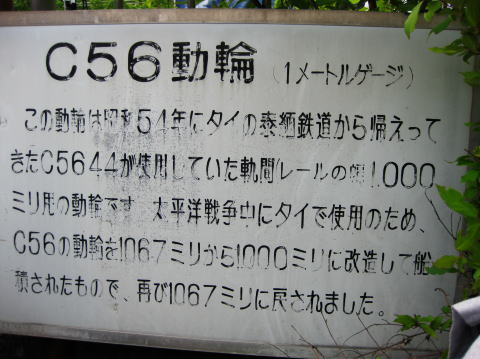 C56動輪（1メートルゲージ）
この動輪は昭和54年にタイの泰緬鉄道から帰えって
きたC5644が使用していた軌間レールの幅1.000
ミリ用の動輪です 太平洋戦争中にタイで使用のため、
C56の動輪を1067ミリから1.000ミリに改造して船
積されたもので、再び1067ミリに戻されました。